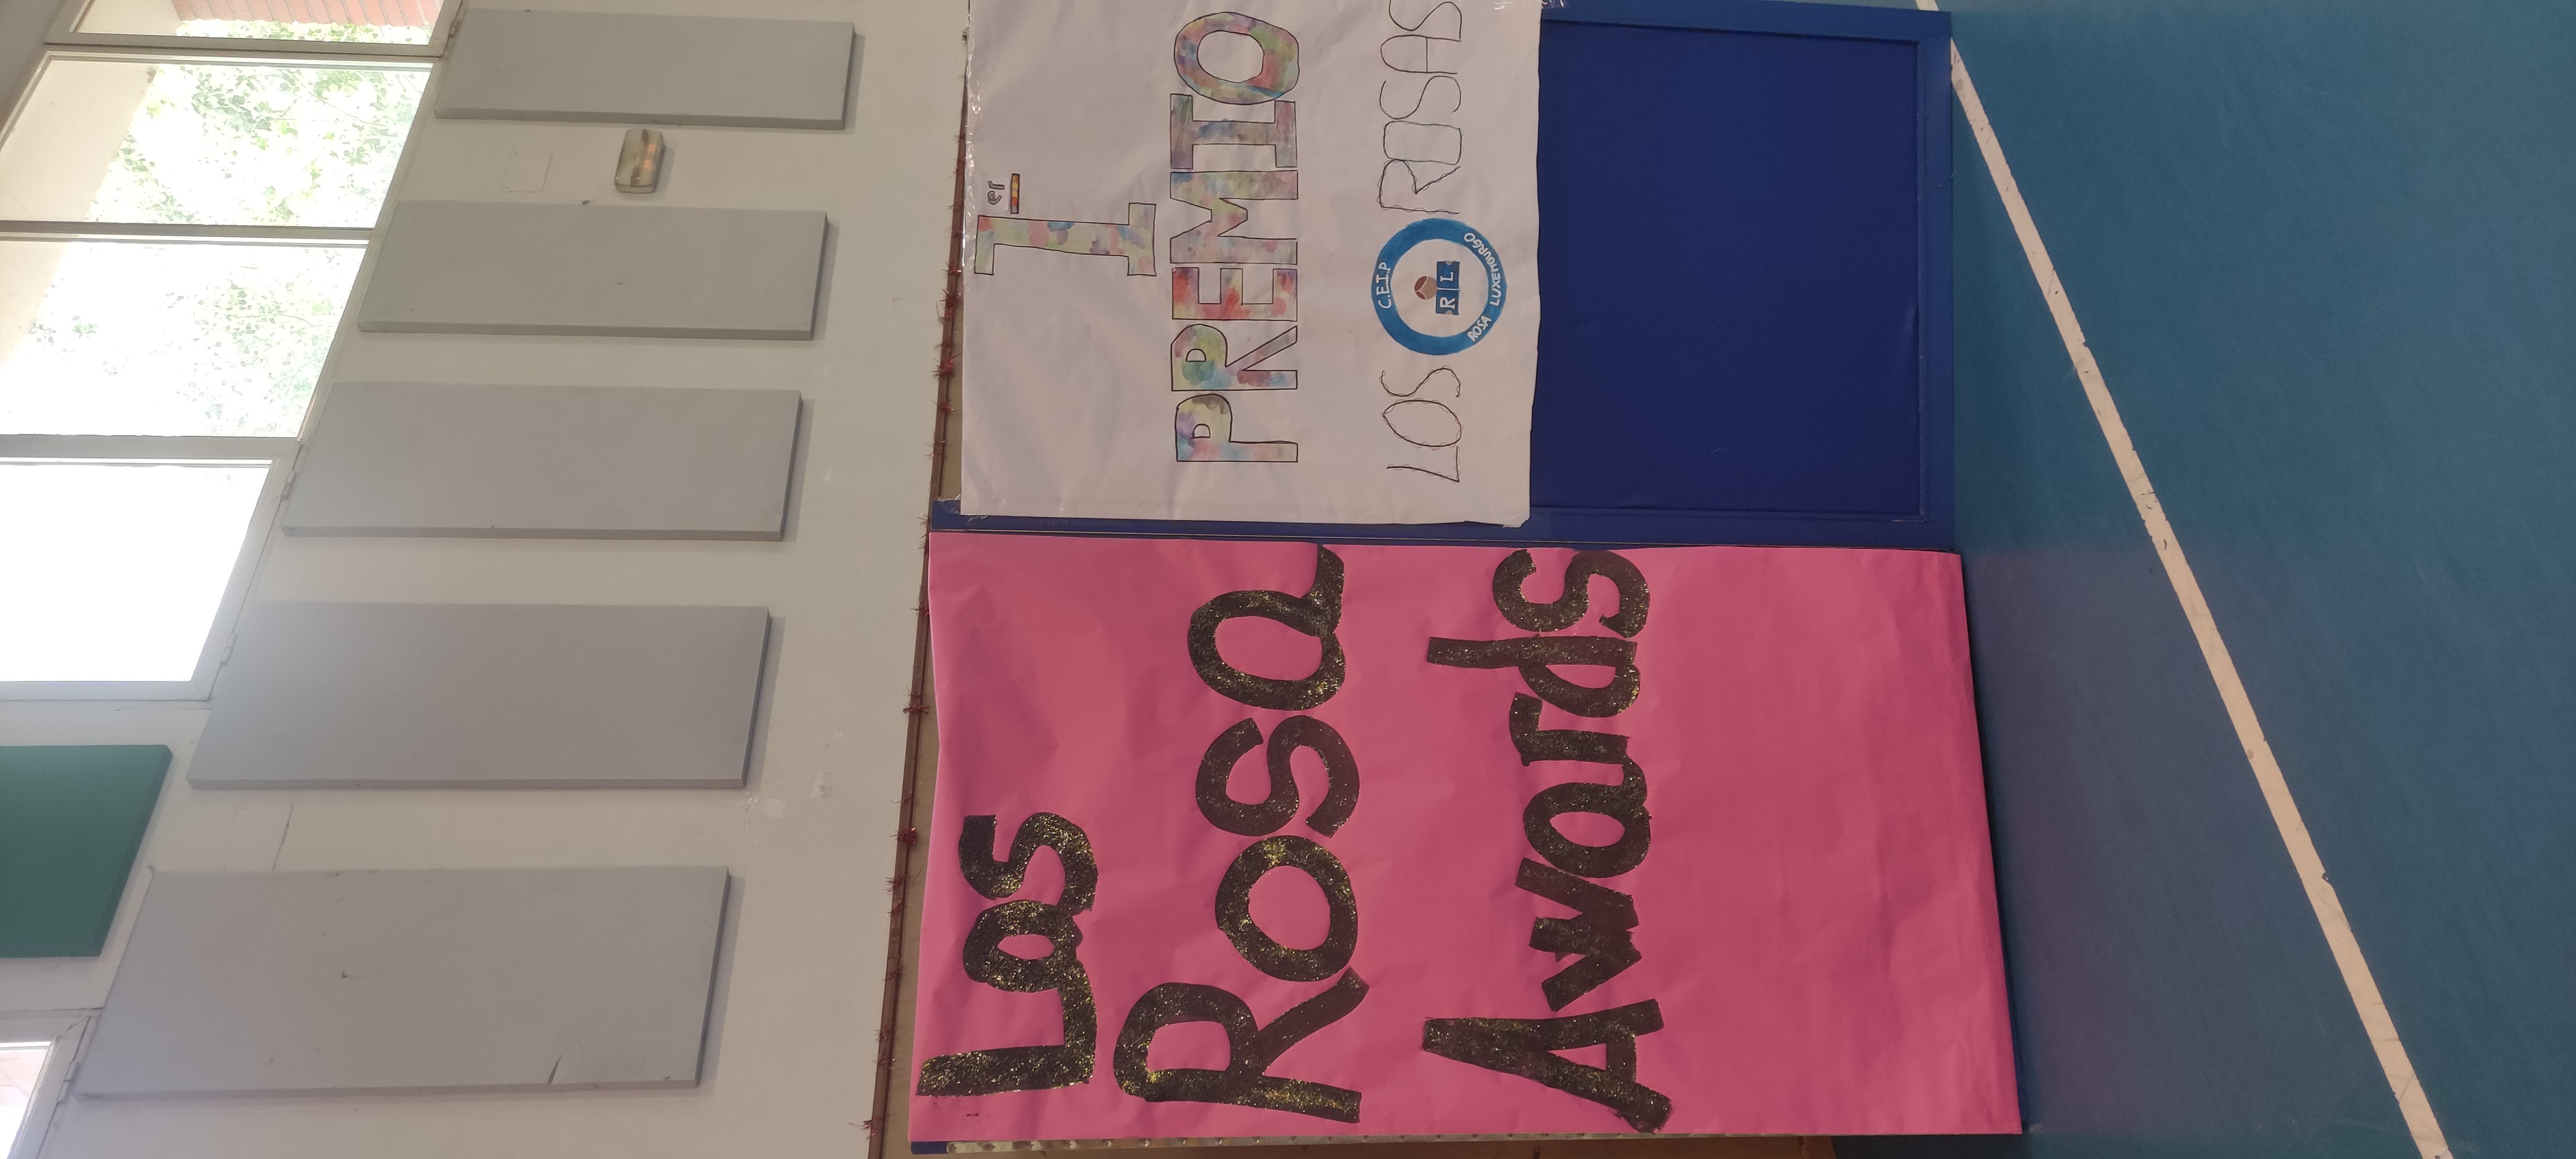 Los
Rosa
Awards
1er
PREMIO
LOS ROSAS
C.E.I.P
R L
ROSA LUXEMBURGO